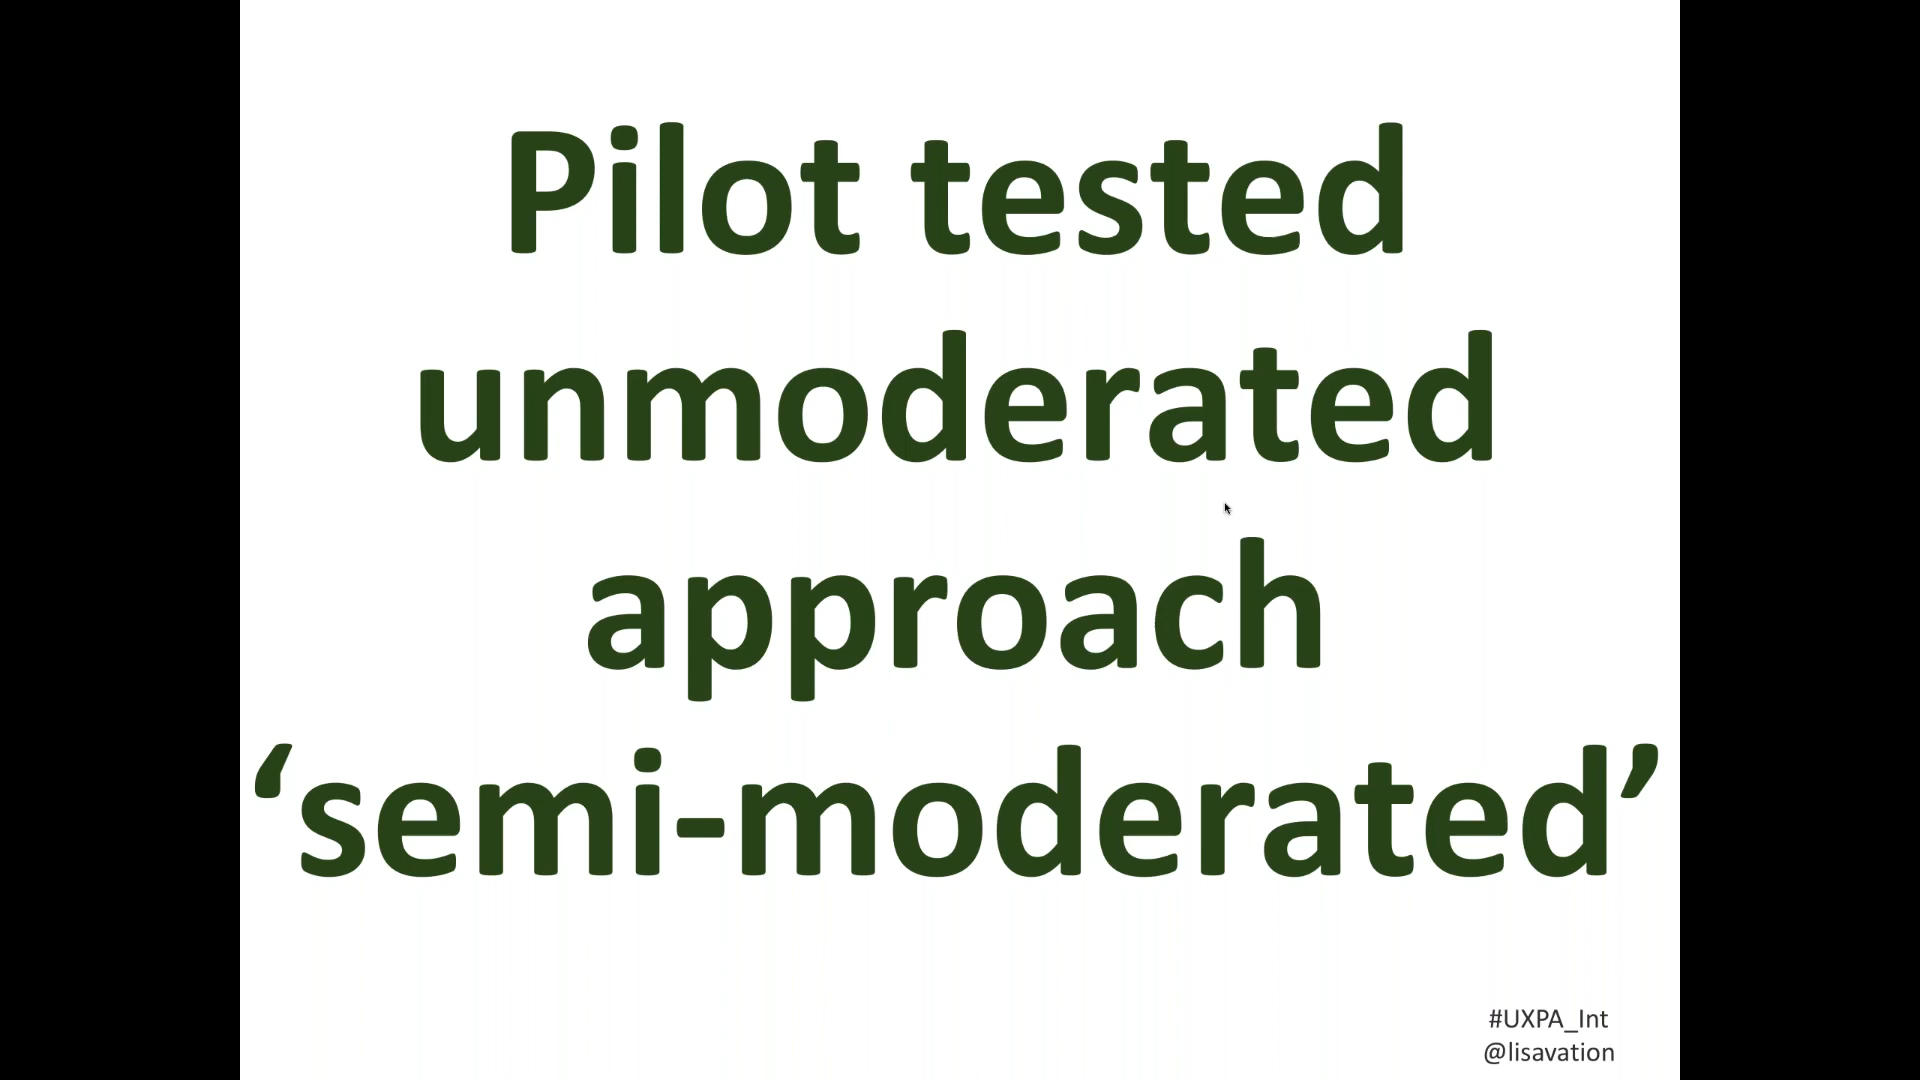 Pilot tested
unmoderated
approach
‘semi-moderated’
#UXPA_Int
@lisavation